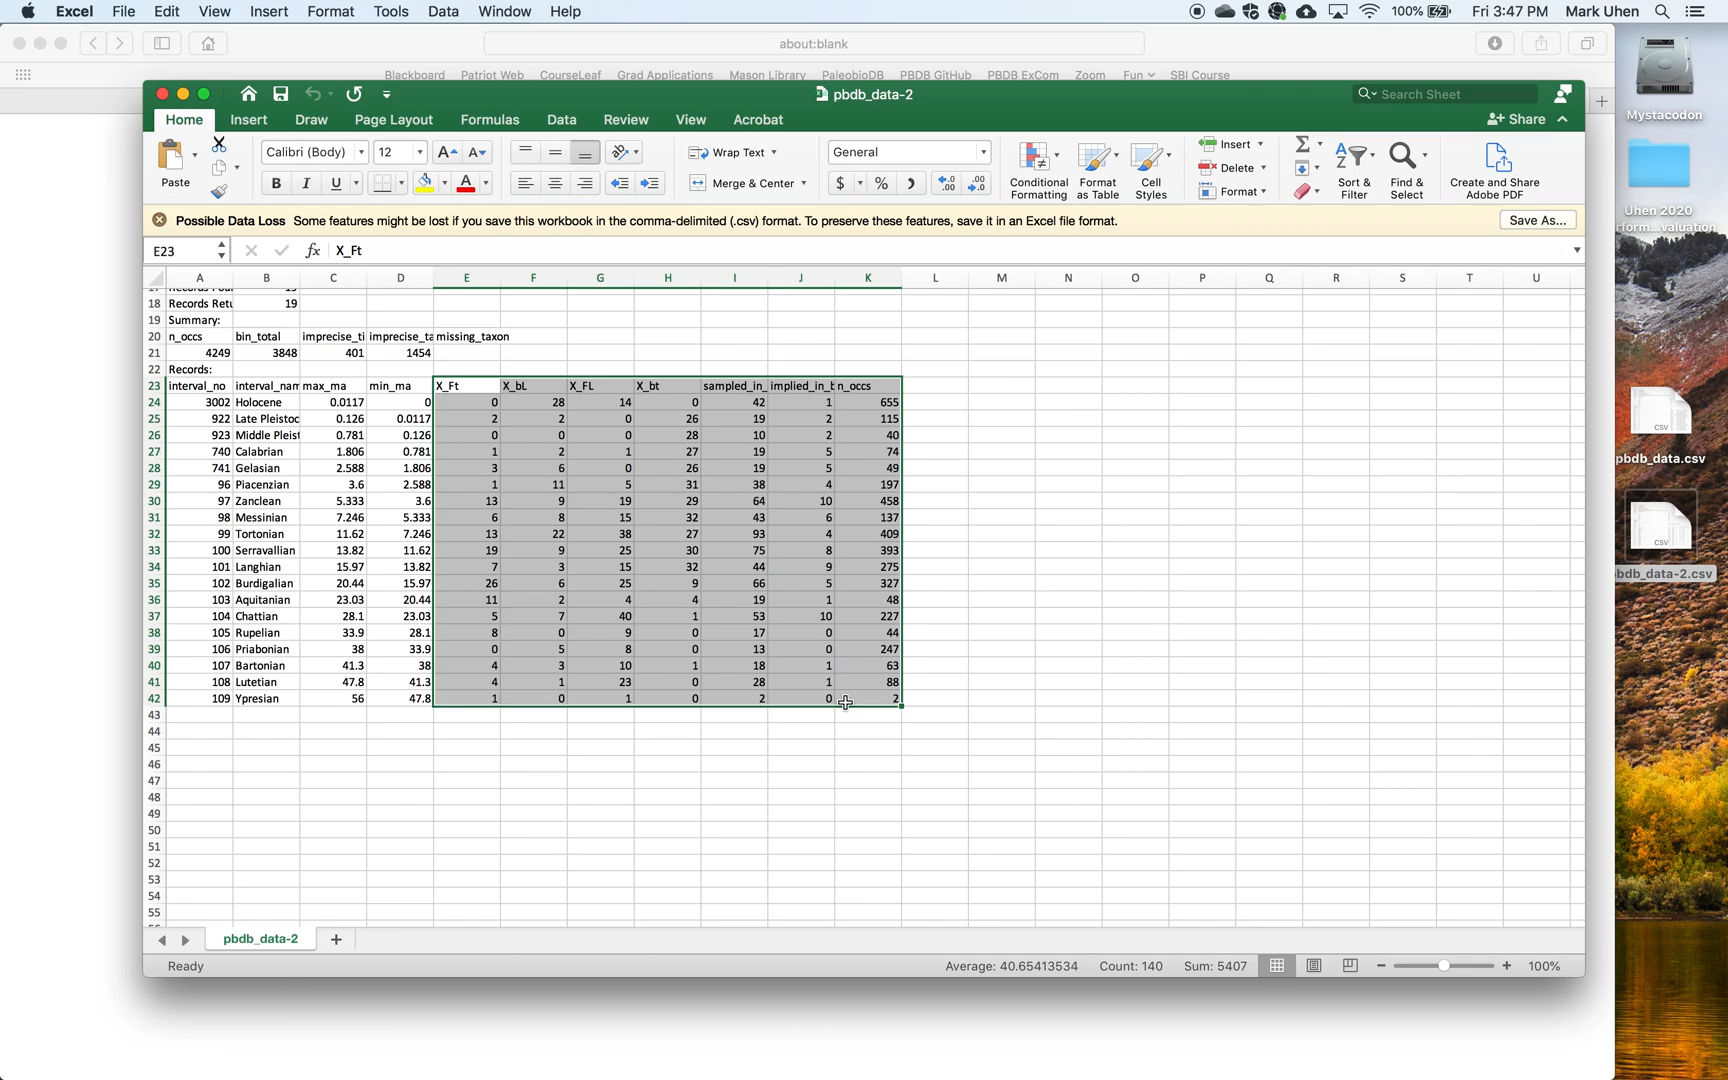 Excel File Edit View Insert Format Tools Data Window Help 100% Fri 3:47 PM Mark Uhen
about:blank
Blackboard Patriot Web CourseLeaf Grad Applications Mason Library PaleobioDB PBDB GitHub PBDB ExCom Zoom Fun SBI Course
pbdb_data-2 Search Sheet
Home Insert Draw Page Layout Formulas Data Review View Acrobat Share
Paste Calibri (Body) 12 A A Wrap Text General Insert
B I U A Merge & Center $ % Delete Format
Conditional Formatting Format as Table Cell Styles Sort & Filter Find & Select Create and Share Adobe PDF
Possible Data Loss Some features might be lost if you save this workbook in the comma-delimited (.csv) format. To preserve these features, save it in an Excel file format. Save As...
E23 fx X_Ft
A B C D E F G H I J K L M N O P Q R S T U
18 Records Retu 19
19 Summary:
20 n_occs bin_total imprecise_ti imprecise_ta missing_taxon
21 4249 3848 401 1454
22 Records:
23 interval_no interval_nam max_ma min_ma X_Ft X_bL X_FL X_bt sampled_in_ implied_in_b n_occs
24 3002 Holocene 0.0117 0 0 28 14 0 42 1 655
25 922 Late Pleistoc 0.126 0.0117 2 2 0 26 19 2 115
26 923 Middle Pleist 0.781 0.126 0 0 0 28 10 2 40
27 740 Calabrian 1.806 0.781 1 2 1 27 19 5 74
28 741 Gelasian 2.588 1.806 3 6 0 26 19 5 49
29 96 Piacenzian 3.6 2.588 1 11 5 31 38 4 197
30 97 Zanclean 5.333 3.6 13 9 19 29 64 10 458
31 98 Messinian 7.246 5.333 6 8 15 32 43 6 137
32 99 Tortonian 11.62 7.246 13 22 38 27 93 4 409
33 100 Serravallian 13.82 11.62 19 9 25 30 75 8 393
34 101 Langhian 15.97 13.82 7 3 15 32 44 9 275
35 102 Burdigalian 20.44 15.97 26 6 25 9 66 5 327
36 103 Aquitanian 23.03 20.44 11 2 4 4 19 1 48
37 104 Chattian 28.1 23.03 5 7 40 1 53 10 227
38 105 Rupelian 33.9 28.1 8 0 9 0 17 0 44
39 106 Priabonian 38 33.9 0 5 8 0 13 0 247
40 107 Bartonian 41.3 38 4 3 10 1 18 1 63
41 108 Lutetian 47.8 41.3 4 1 23 0 28 1 88
42 109 Ypresian 56 47.8 1 0 1 0 2 0 2
43
44
45
46
47
48
49
50
51
52
53
54
55
pbdb_data-2 +
Ready Average: 40.65413534 Count: 140 Sum: 5407 100%
Mystacodon
Uhen 2020
rform...valuation
CSV
pbdb_data.csv
CSV
bdb_data-2.csv